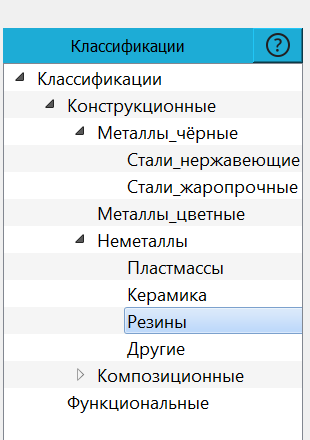 Классификации ?
Классификации
Конструкционные
Металлы_чёрные
Стали_нержавеющие
Стали_жаропрочные
Металлы_цветные
Неметаллы
Пластмассы
Керамика
Резины
Другие
Композиционные
Функциональные